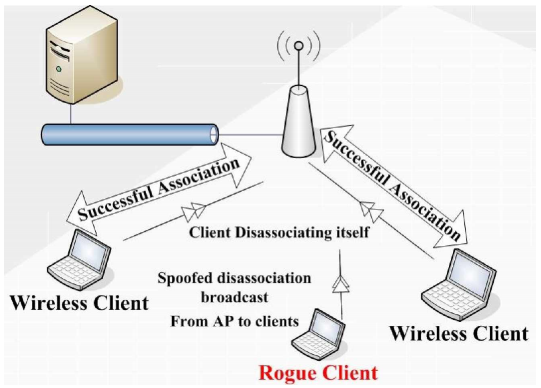 Successful Association
Successful Association
Client Disassociating itself
Wireless Client
Spoofed disassociation
broadcast
From AP to clients
Wireless Client
Rogue Client